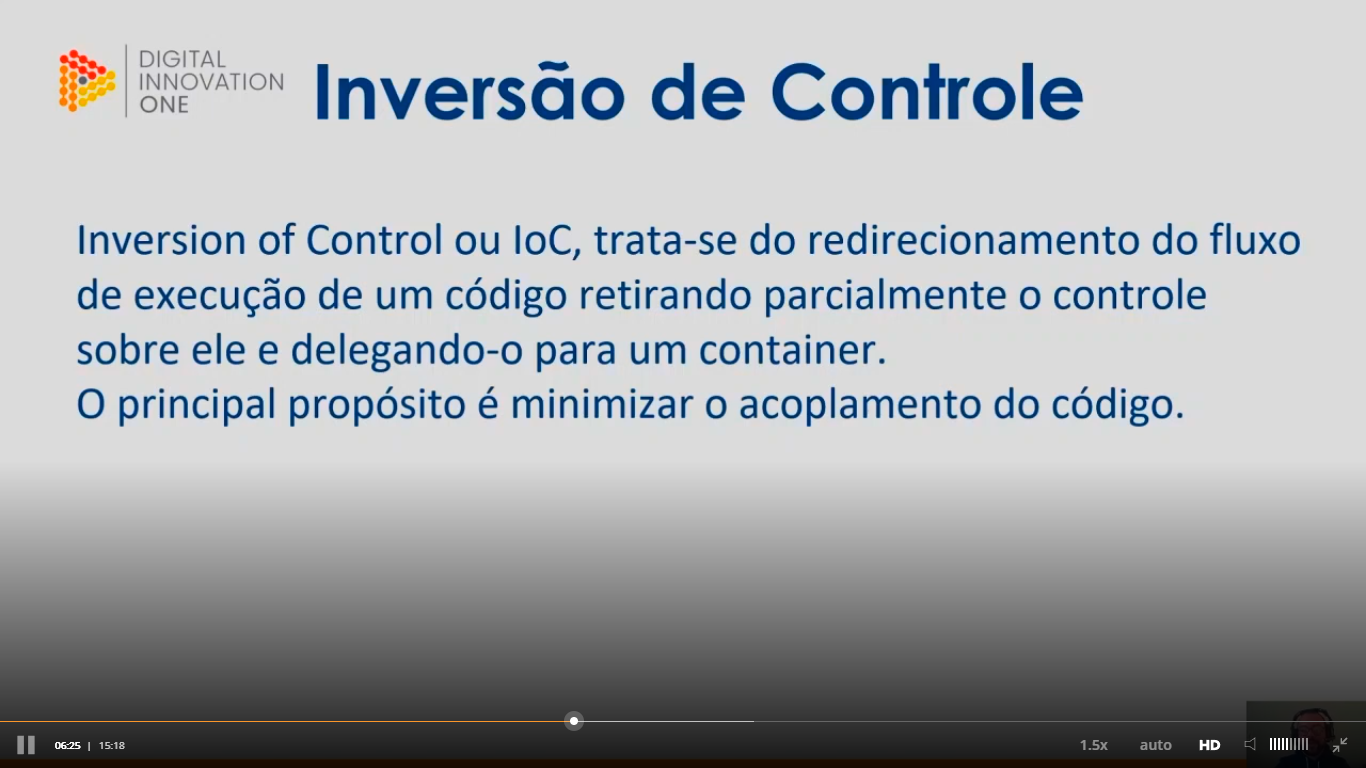 DIGITAL
INNOVATION
ONE
Inversão de Controle
Inversion of Control ou IoC, trata-se do redirecionamento do fluxo
de execução de um código retirando parcialmente o controle
sobre ele e delegando-o para um container.
O principal propósito é minimizar o acoplamento do código.
06:25 | 15:18
1.5x auto HD